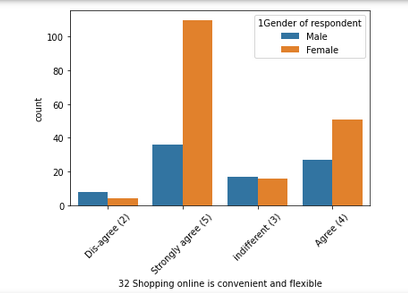 1Gender of respondent
Male
Female
100
80
60
40
20
0
count
Dis-agree (2)
Strongly agree (5)
indifferent (3)
Agree (4)
32 Shopping online is convenient and flexible